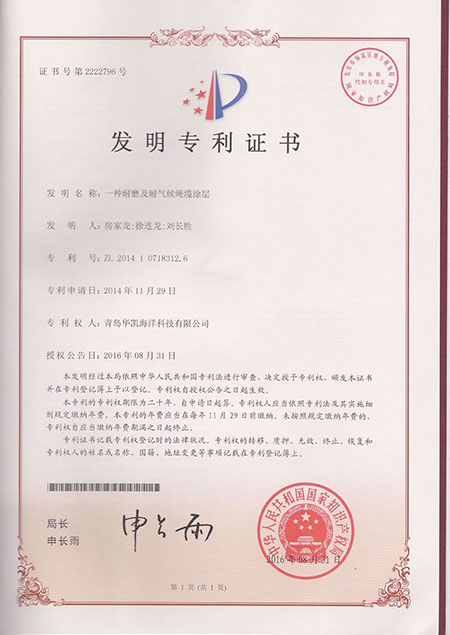 证书号第2222796号
发明专利证书
发明名称：一种耐磨及耐气候绳缆涂层
发明人：房家龙;徐连龙;刘长胜
专利号：ZL 2014 1 0718312.6
专利申请日：2014年11月29日
专利权人：青岛华凯海洋科技有限公司
授权公告日：2016年08月31日
本发明经过本局依照中华人民共和国专利法进行审查，决定授予专利权，颁发本证书
并在专利登记簿上予以登记。专利权自授权公告之日起生效。
本专利的专利权期限为二十年，自申请日起算。专利权人应当依照专利法及其实施细
则规定缴纳年费。本专利的年费应当在每年11月29日前缴纳。未按照规定缴纳年费的，
专利权自应当缴纳年费期满之日起终止。
专利证书记载专利权登记时的法律状况。专利权的转移、质押、无效、终止、恢复和
专利权人的姓名或名称、国籍、地址变更等事项记载在专利登记簿上。
局长
申长雨
申长雨
中华人民共和国国家知识产权局
2016年08月31日
第1页(共1页)